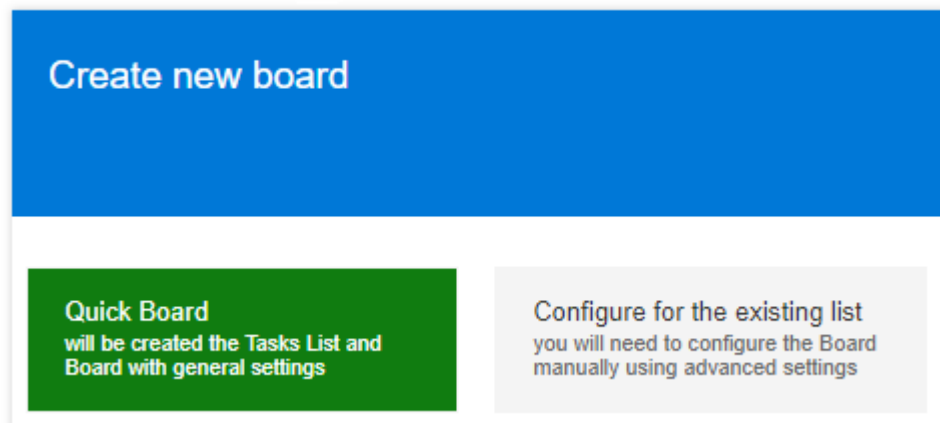 Create new board
Quick Board
will be created the Tasks List and
Board with general settings
Configure for the existing list
you will need to configure the Board
manually using advanced settings